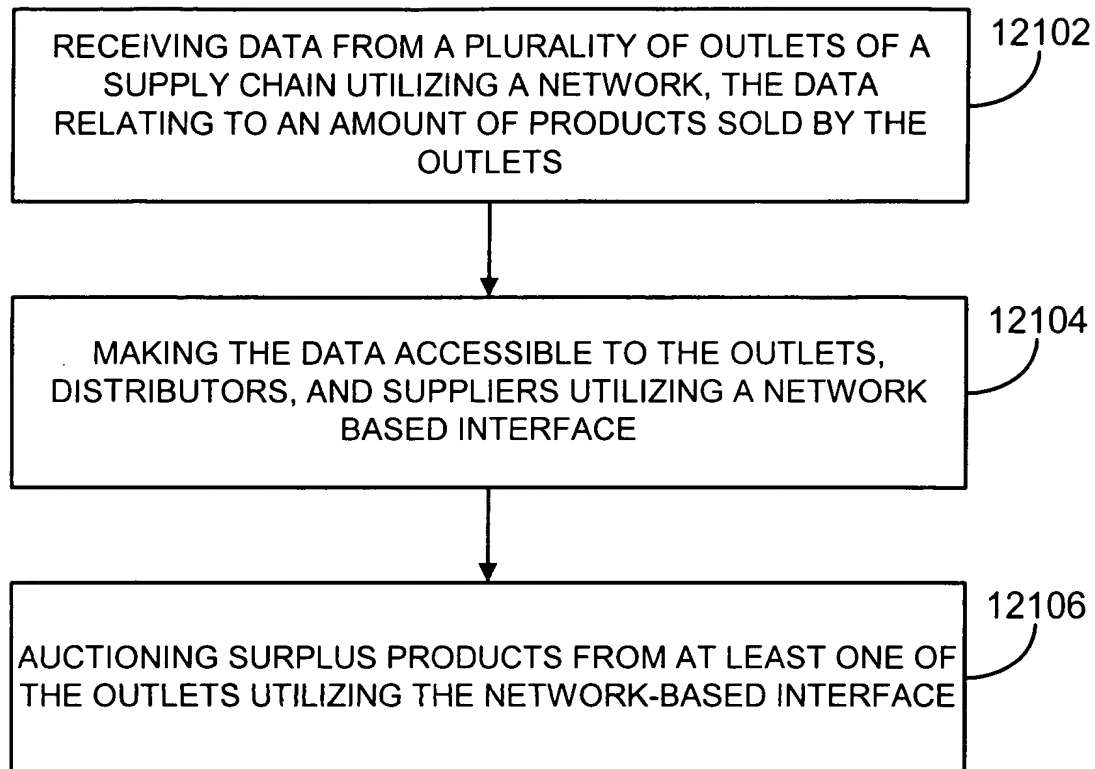 RECEIVING DATA FROM A PLURALITY OF OUTLETS OF A
SUPPLY CHAIN UTILIZING A NETWORK, THE DATA
RELATING TO AN AMOUNT OF PRODUCTS SOLD BY THE
OUTLETS
12102
MAKING THE DATA ACCESSIBLE TO THE OUTLETS,
DISTRIBUTORS, AND SUPPLIERS UTILIZING A NETWORK
BASED INTERFACE
12104
AUCTIONING SURPLUS PRODUCTS FROM AT LEAST ONE OF
THE OUTLETS UTILIZING THE NETWORK-BASED INTERFACE
12106